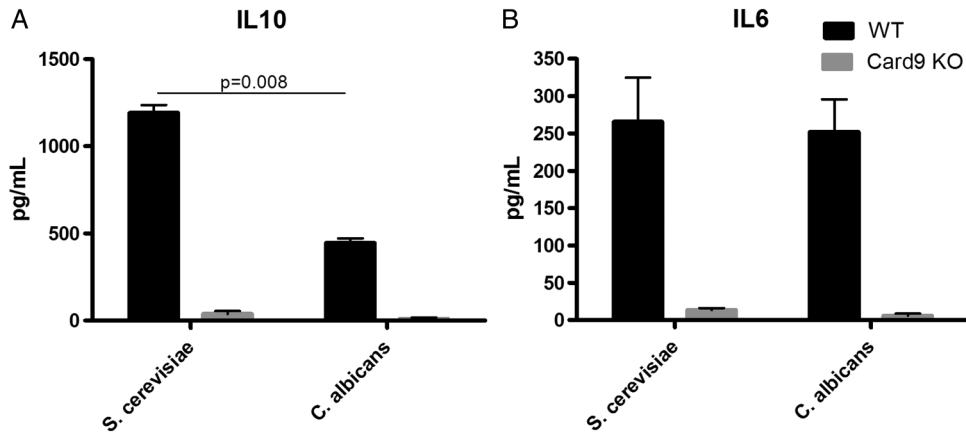 A
IL10
1500
1000
500
0
pg/mL
p=0.008
S. cerevisiae
C. albicans
B
IL6
WT
Card9 KO
350
300
250
200
150
100
50
0
pg/mL
S. cerevisiae
C. albicans